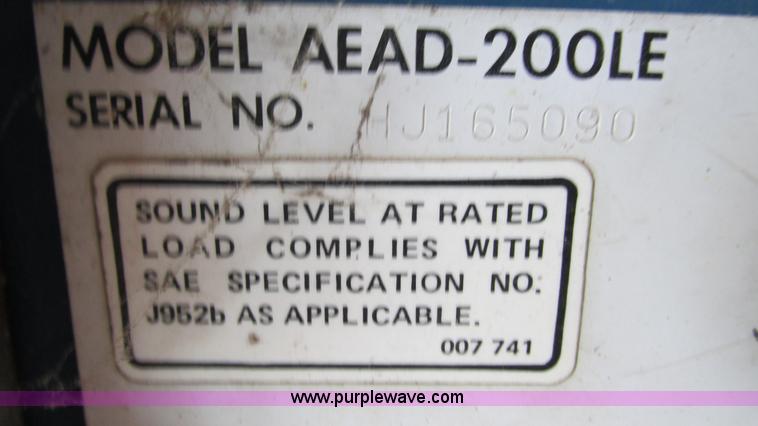 MODEL AEAD-200LE
SERIAL NO. HJ165090
SOUND LEVEL AT RATED
LOAD COMPLIES WITH
SAE SPECIFICATION NO.
J952b AS APPLICABLE.
007 741
www.purplewave.com